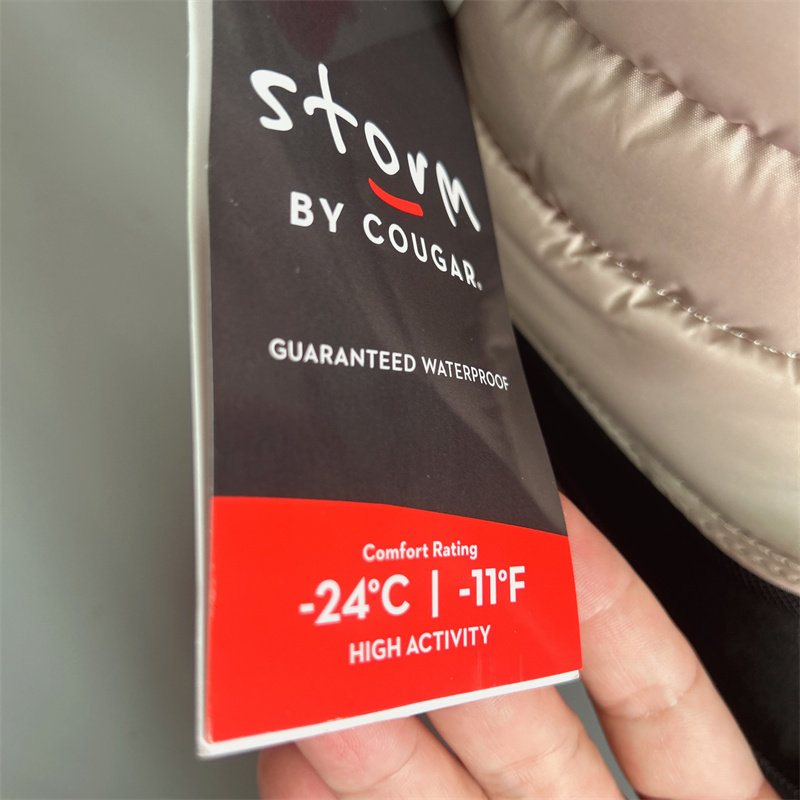 storm
BY COUGAR®
GUARANTEED WATERPROOF
Comfort Rating
-24°C | -11°F
HIGH ACTIVITY